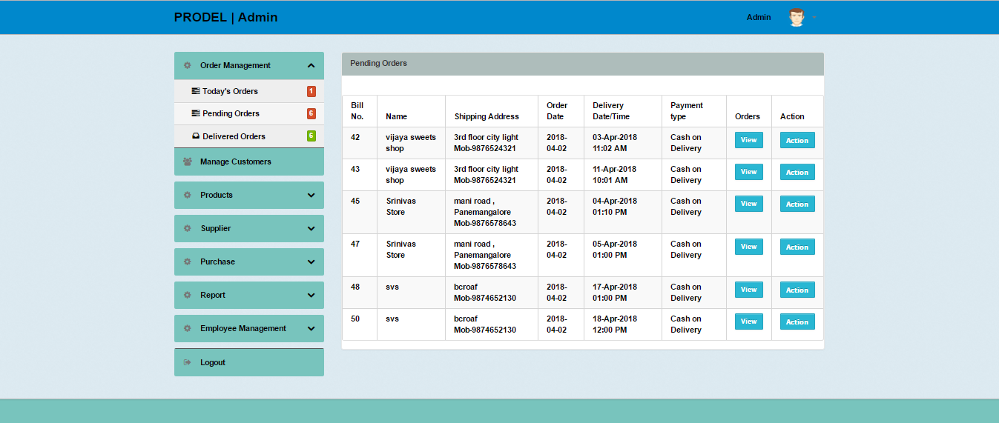 PRODEL | Admin
Admin
Order Management
Today's Orders 1
Pending Orders 6
Delivered Orders 6
Manage Customers
Products
Supplier
Purchase
Report
Employee Management
Logout
Pending Orders
Bill No. Name Shipping Address Order Date Delivery Date/Time Payment type Orders Action
42 vijaya sweets shop 3rd floor city light Mob-9876524321 2018-04-02 03-Apr-2018 11:02 AM Cash on Delivery View Action
43 vijaya sweets shop 3rd floor city light Mob-9876524321 2018-04-02 11-Apr-2018 10:01 AM Cash on Delivery View Action
45 Srinivas Store mani road , Panemangalore Mob-9876578643 2018-04-02 04-Apr-2018 01:10 PM Cash on Delivery View Action
47 Srinivas Store mani road , Panemangalore Mob-9876578643 2018-04-02 05-Apr-2018 01:00 PM Cash on Delivery View Action
48 svs bcroaf Mob-9874652130 2018-04-02 17-Apr-2018 01:00 PM Cash on Delivery View Action
50 svs bcroaf Mob-9874652130 2018-04-02 18-Apr-2018 12:00 PM Cash on Delivery View Action